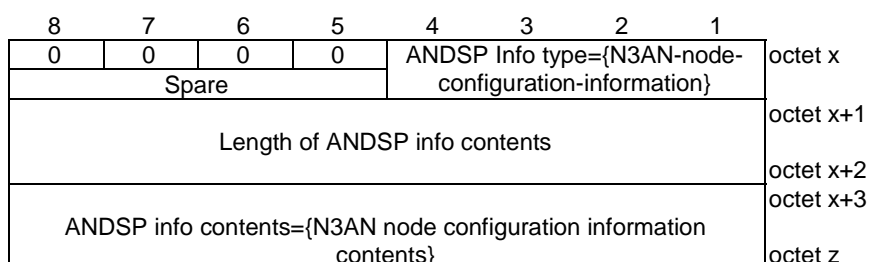 8 7 6 5 4 3 2 1
0 0 0 0 ANDSP Info type={N3AN-node- octet x
Spare configuration-information}
octet x+1
Length of ANDSP info contents
octet x+2
octet x+3
ANDSP info contents={N3AN node configuration information
contents} octet z